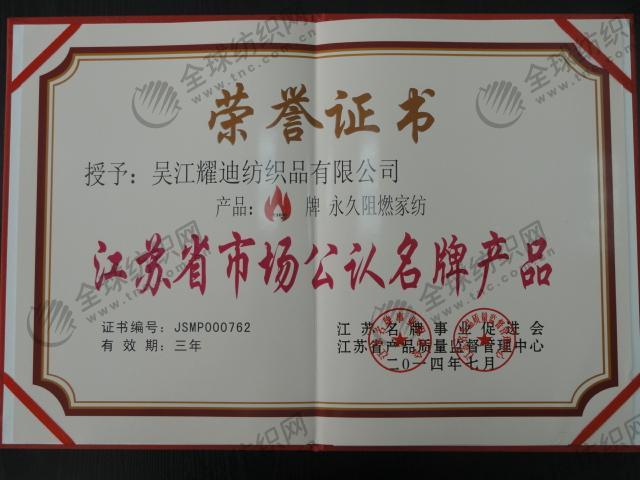 荣誉证书
授予：吴江耀迪纺织品有限公司
产品： 牌 永久阻燃家纺
江苏省市场公认名牌产品
证书编号：JSMP000762
有效期：三年
江苏名牌事业促进会
江苏省产品质量监督管理中心
二○一四年七月
全球纺织网
www.tnc.com.cn